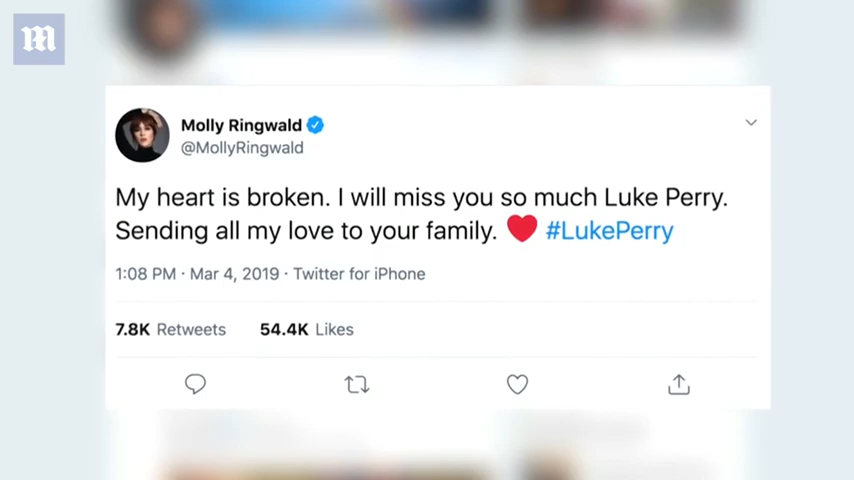 m
Molly Ringwald
@MollyRingwald
My heart is broken. I will miss you so much Luke Perry.
Sending all my love to your family. ❤️ #LukePerry
1:08 PM · Mar 4, 2019 · Twitter for iPhone
7.8K Retweets 54.4K Likes